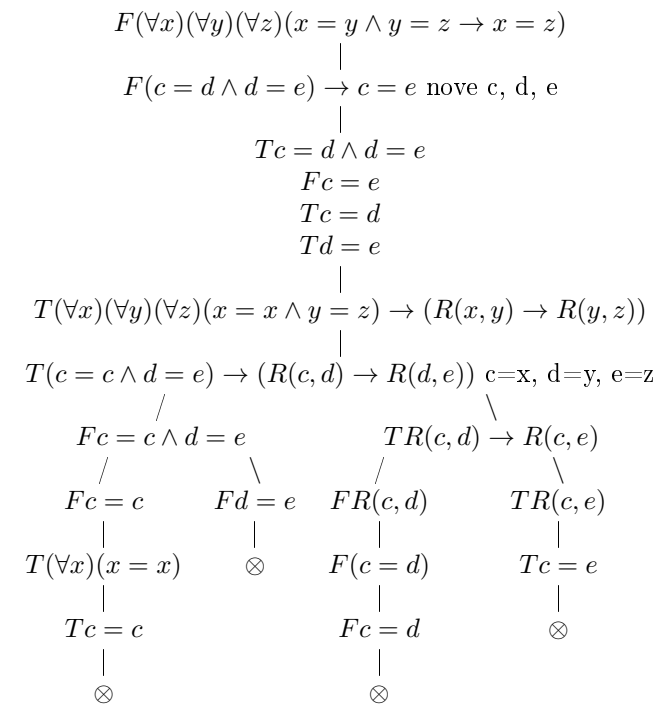 F(∀x)(∀y)(∀z)(x = y ∧ y = z → x = z)
F(c = d ∧ d = e) → c = e nove c, d, e
Tc = d ∧ d = e
Fc = e
Tc = d
Td = e
T(∀x)(∀y)(∀z)(x = x ∧ y = z) → (R(x, y) → R(y, z))
T(c = c ∧ d = e) → (R(c, d) → R(d, e)) c=x, d=y, e=z
Fc = c ∧ d = e TR(c, d) → R(c, e)
Fc = c Fd = e FR(c, d) TR(c, e)
T(∀x)(x = x) ⊗ F(c = d) Tc = e
Tc = c Fc = d ⊗
⊗ ⊗